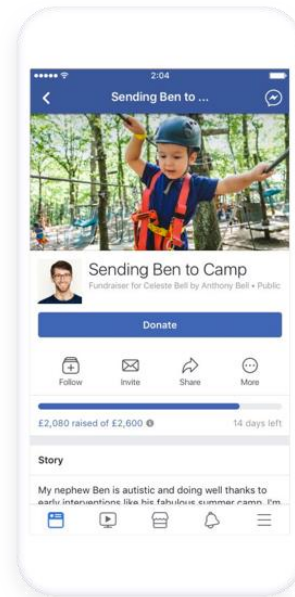 2:04
Sending Ben to ...
Sending Ben to Camp
Fundraiser for Celeste Bell by Anthony Bell • Public
Donate
Follow Invite Share More
£2,080 raised of £2,600 14 days left
Story
My nephew Ben is autistic and doing well thanks to
early interventions like his fabulous summer camp. I'm